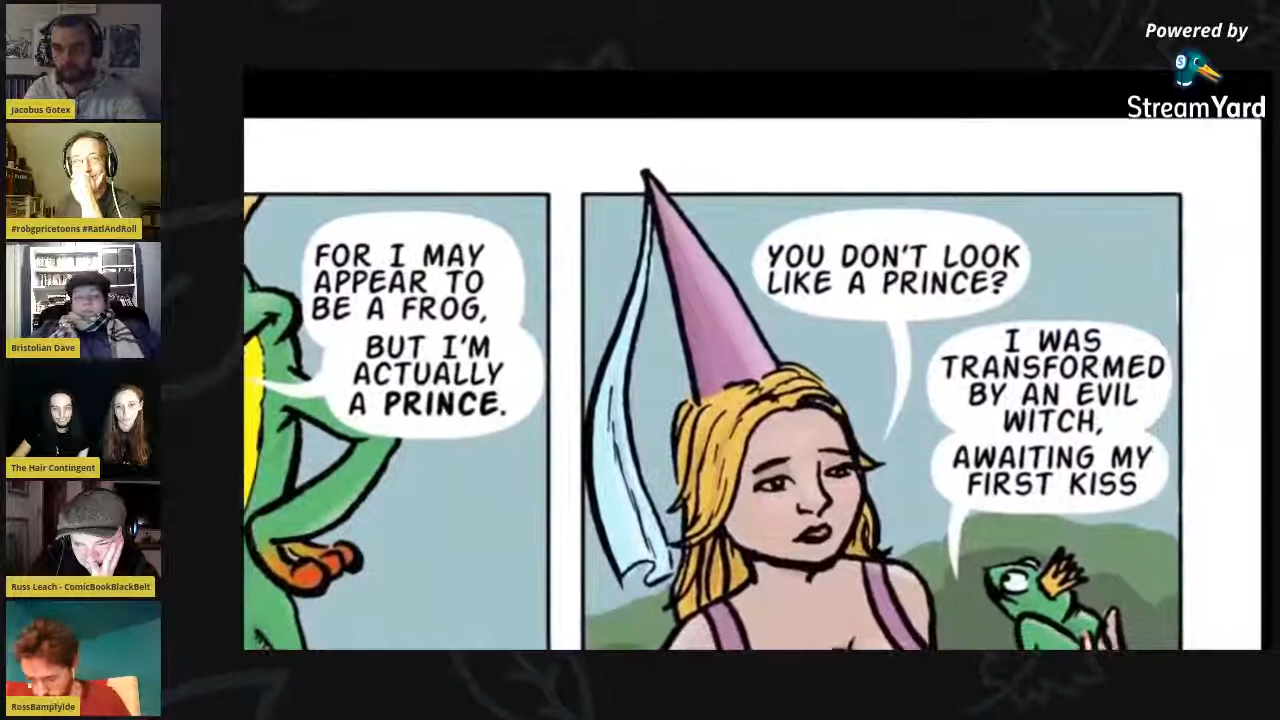 Powered by
StreamYard
Jacobus Gotex
#robgpricetoons #RatlAndRoll
Bristolian Dave
The Hair Contingent
Russ Leach - ComicBookBlackBelt
RossBampfylde
FOR I MAY
APPEAR TO
BE A FROG,
BUT I'M
ACTUALLY
A PRINCE.
YOU DON'T LOOK
LIKE A PRINCE?
I WAS
TRANSFORMED
BY AN EVIL
WITCH,
AWAITING MY
FIRST KISS